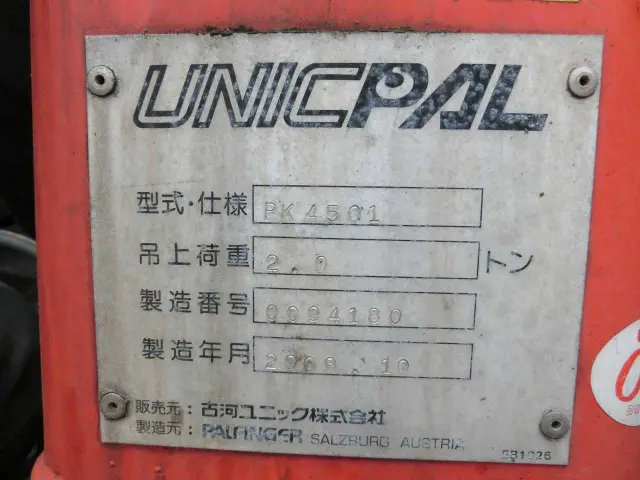 UNICPAL
型式・仕様 PK4501
吊上荷重 2.0 トン
製造番号
製造年月 2009.10
販売元：古河ユニック株式会社
製造元：PALFINGER SALZBURG AUSTRIA